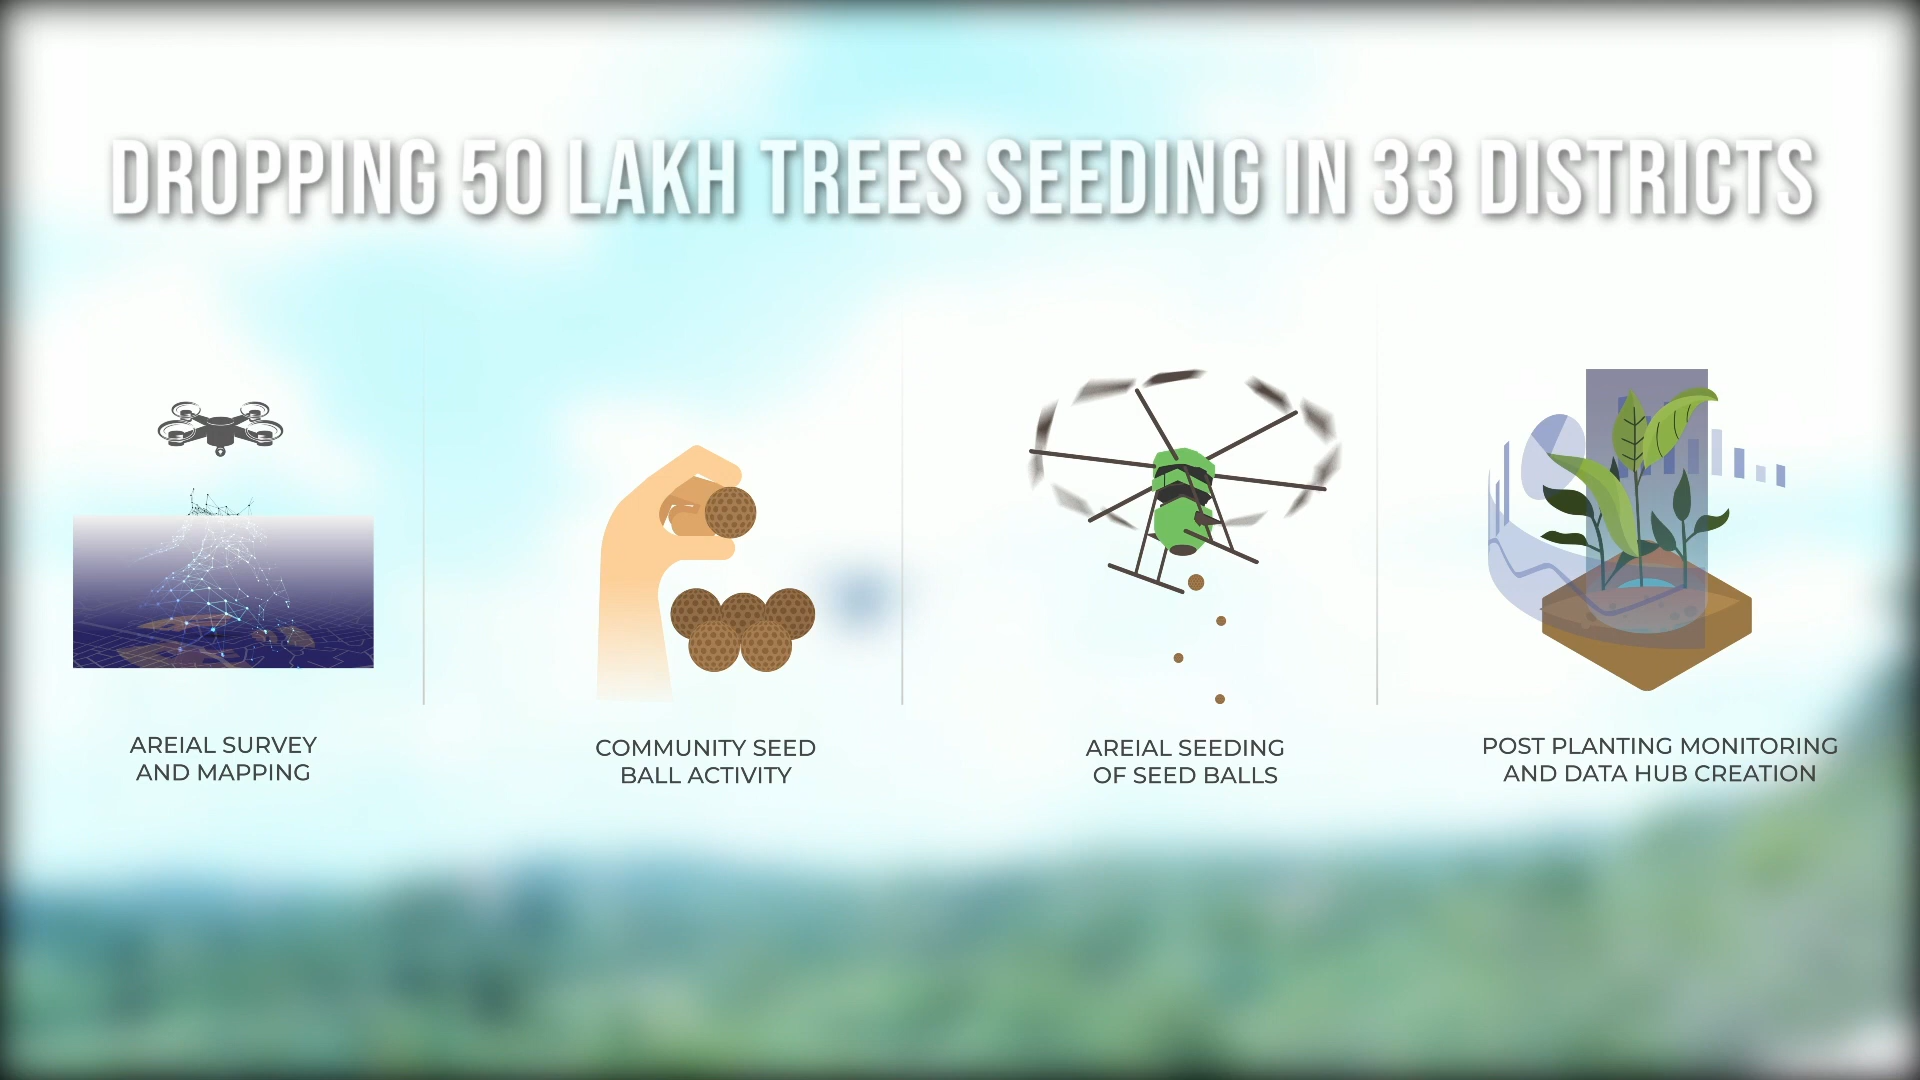 DROPPING 50 LAKH TREES SEEDING IN 33 DISTRICTS
AREIAL SURVEY
AND MAPPING
COMMUNITY SEED
BALL ACTIVITY
AREIAL SEEDING
OF SEED BALLS
POST PLANTING MONITORING
AND DATA HUB CREATION